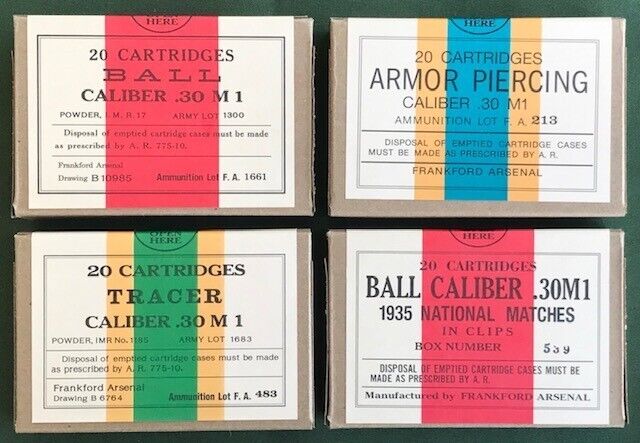 OPEN
HERE
20 CARTRIDGES
BALL
CALIBER .30 M 1
POWDER, I. M. R. 17 ARMY LOT 1300
Disposal of emptied cartridge cases must be made
as prescribed by A. R. 775-10.
Frankford Arsenal
Drawing B 10985 Ammunition Lot F. A. 1661
HERE
20 CARTRIDGES
ARMOR PIERCING
CALIBER .30 M1
AMMUNITION LOT F. A. 213
DISPOSAL OF EMPTIED CARTRIDGE CASES
MUST BE MADE AS PRESCRIBED BY A. R.
FRANKFORD ARSENAL
OPEN
HERE
20 CARTRIDGES
TRACER
CALIBER .30 M 1
POWDER, IMR No. 1185 ARMY LOT 1683
Disposal of emptied cartridge cases must be made
as prescribed by A. R. 775-10.
Frankford Arsenal
Drawing B 6764 Ammunition Lot F. A. 483
HERE
20 CARTRIDGES
BALL CALIBER .30M1
1935 NATIONAL MATCHES
IN CLIPS
BOX NUMBER 539
DISPOSAL OF EMPTIED CARTRIDGE CASES MUST BE
MADE AS PRESCRIBED BY A. R.
Manufactured by FRANKFORD ARSENAL